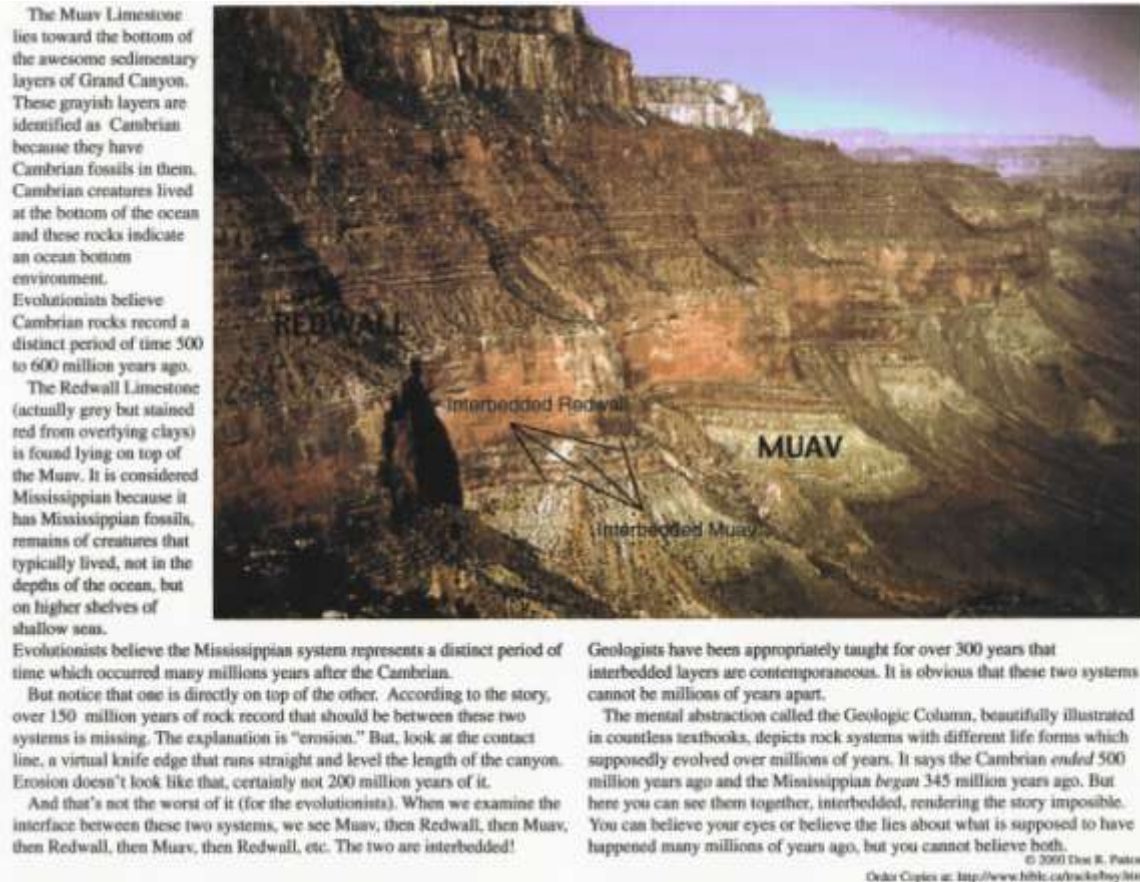 The Muav Limestone
lies toward the bottom of
the awesome sedimentary
layers of Grand Canyon.
These grayish layers are
identified as Cambrian
because they have
Cambrian fossils in them.
Cambrian creatures lived
at the bottom of the ocean
and these rocks indicate
an ocean bottom
environment.
Evolutionists believe
Cambrian rocks record a
distinct period of time 500
to 600 million years ago.
The Redwall Limestone
(actually grey but stained
red from overlying clays)
is found lying on top of
the Muav. It is considered
Mississippian because it
has Mississippian fossils,
remains of creatures that
typically lived, not in the
depths of the ocean, but
on higher shelves of
shallow seas.
Evolutionists believe the Mississippian system represents a distinct period of
time which occurred many millions years after the Cambrian.
But notice that one is directly on top of the other. According to the story,
over 150 million years of rock record that should be between these two
systems is missing. The explanation is "erosion." But, look at the contact
line, a virtual knife edge that runs straight and level the length of the canyon.
Erosion doesn't look like that, certainly not 200 million years of it.
And that's not the worst of it (for the evolutionists). When we examine the
interface between these two systems, we see Muav, then Redwall, then Muav,
then Redwall, then Muav, then Redwall, etc. The two are interbedded!
Geologists have been appropriately taught for over 300 years that
interbedded layers are contemporaneous. It is obvious that these two systems
cannot be millions of years apart.
The mental abstraction called the Geologic Column, beautifully illustrated
in countless textbooks, depicts rock systems with different life forms which
supposedly evolved over millions of years. It says the Cambrian ended 500
million years ago and the Mississippian began 345 million years ago. But
here you can see them together, interbedded, rendering the story imposible.
You can believe your eyes or believe the lies about what is supposed to have
happened many millions of years ago, but you cannot believe both.
© 2000 Don R. Patton
Order Copies at: http://www.bible.ca/tracks/buy.htm
REDWALL
Interbedded Redwall
MUAV
Interbedded Muav